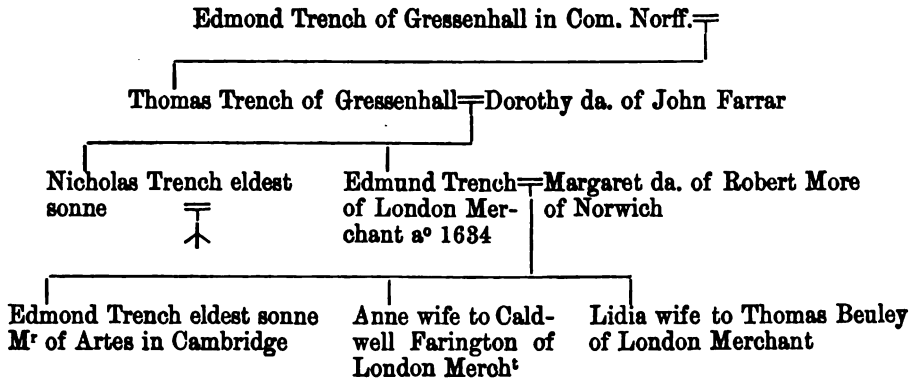 Edmond Trench of Gressenhall in Com. Norff.
Thomas Trench of Gressenhall Dorothy da. of John Farrar
Nicholas Trench eldest
sonne
Edmund Trench
of London Mer-
chant aº 1634
Margaret da. of Robert More
of Norwich
Edmond Trench eldest sonne
Mʳ of Artes in Cambridge
Anne wife to Cald-
well Farington of
London Merchᵗ
Lidia wife to Thomas Beuley
of London Merchant